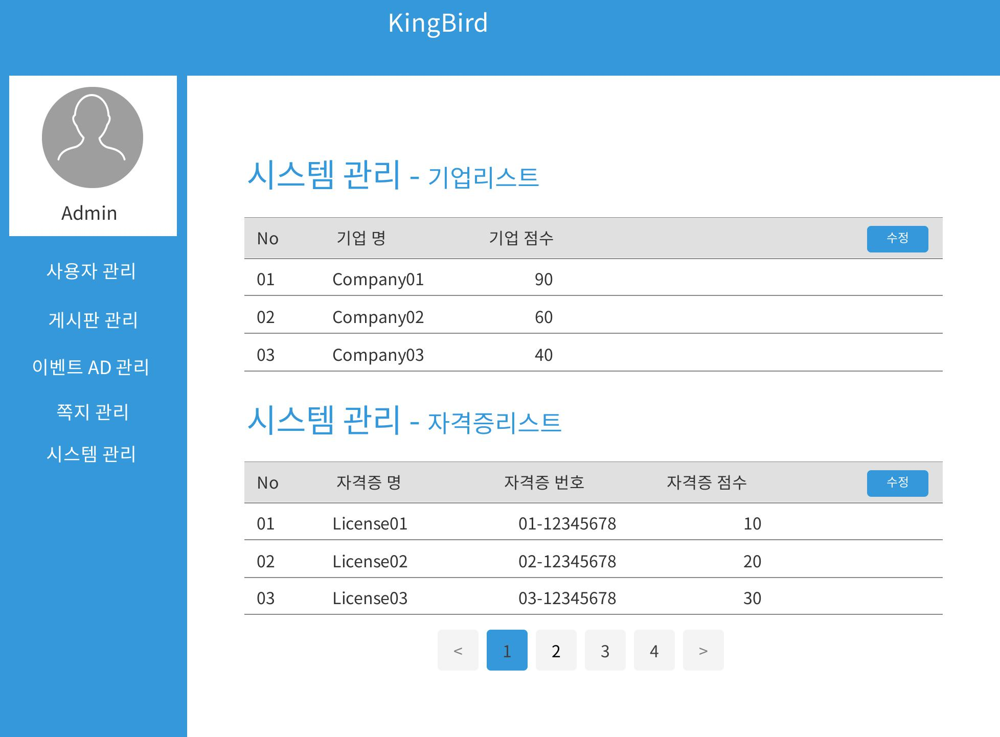 KingBird
Admin
사용자 관리
게시판 관리
이벤트 AD 관리
쪽지 관리
시스템 관리
시스템 관리 - 기업리스트
No 기업 명 기업 점수 수정
01 Company01 90
02 Company02 60
03 Company03 40
시스템 관리 - 자격증리스트
No 자격증 명 자격증 번호 자격증 점수 수정
01 License01 01-12345678 10
02 License02 02-12345678 20
03 License03 03-12345678 30
< 1 2 3 4 >